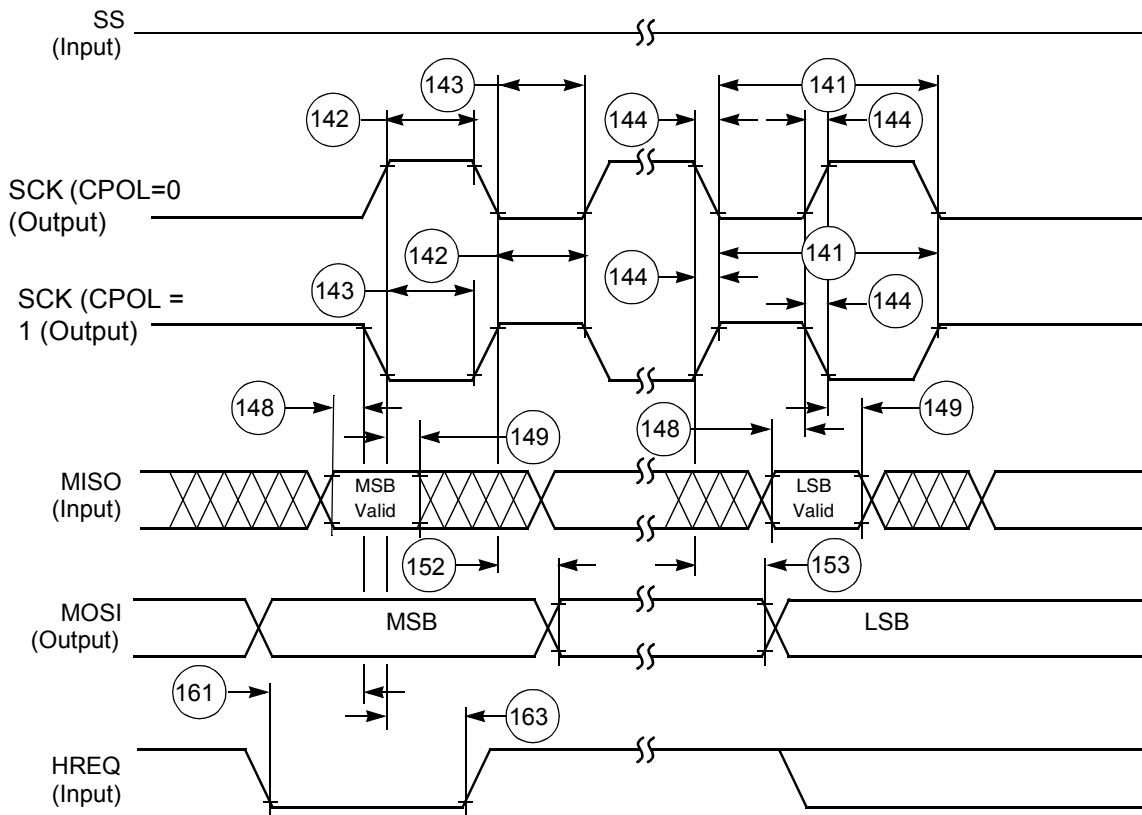 SS
(Input)
143
141
142
144
144
SCK (CPOL=0
(Output)
142
141
143
144
SCK (CPOL =
1 (Output)
144
148
149
148
149
MISO
(Input)
MSB
Valid
LSB
Valid
152
153
MOSI
(Output)
MSB
LSB
161
163
HREQ
(Input)